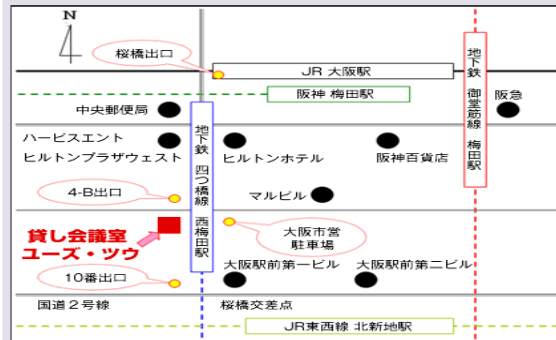 N
桜橋出口
JR 大阪駅
阪神 梅田駅
地下鉄 御堂筋線 梅田駅
阪急
中央郵便局
地下鉄 四つ橋線 西梅田駅
ハービスエント
ヒルトンプラザウェスト
ヒルトンホテル
阪神百貨店
4-B出口
マルビル
貸し会議室
ユーズ・ツウ
大阪市営
駐車場
10番出口
大阪駅前第一ビル
大阪駅前第二ビル
国道2号線
桜橋交差点
JR東西線 北新地駅